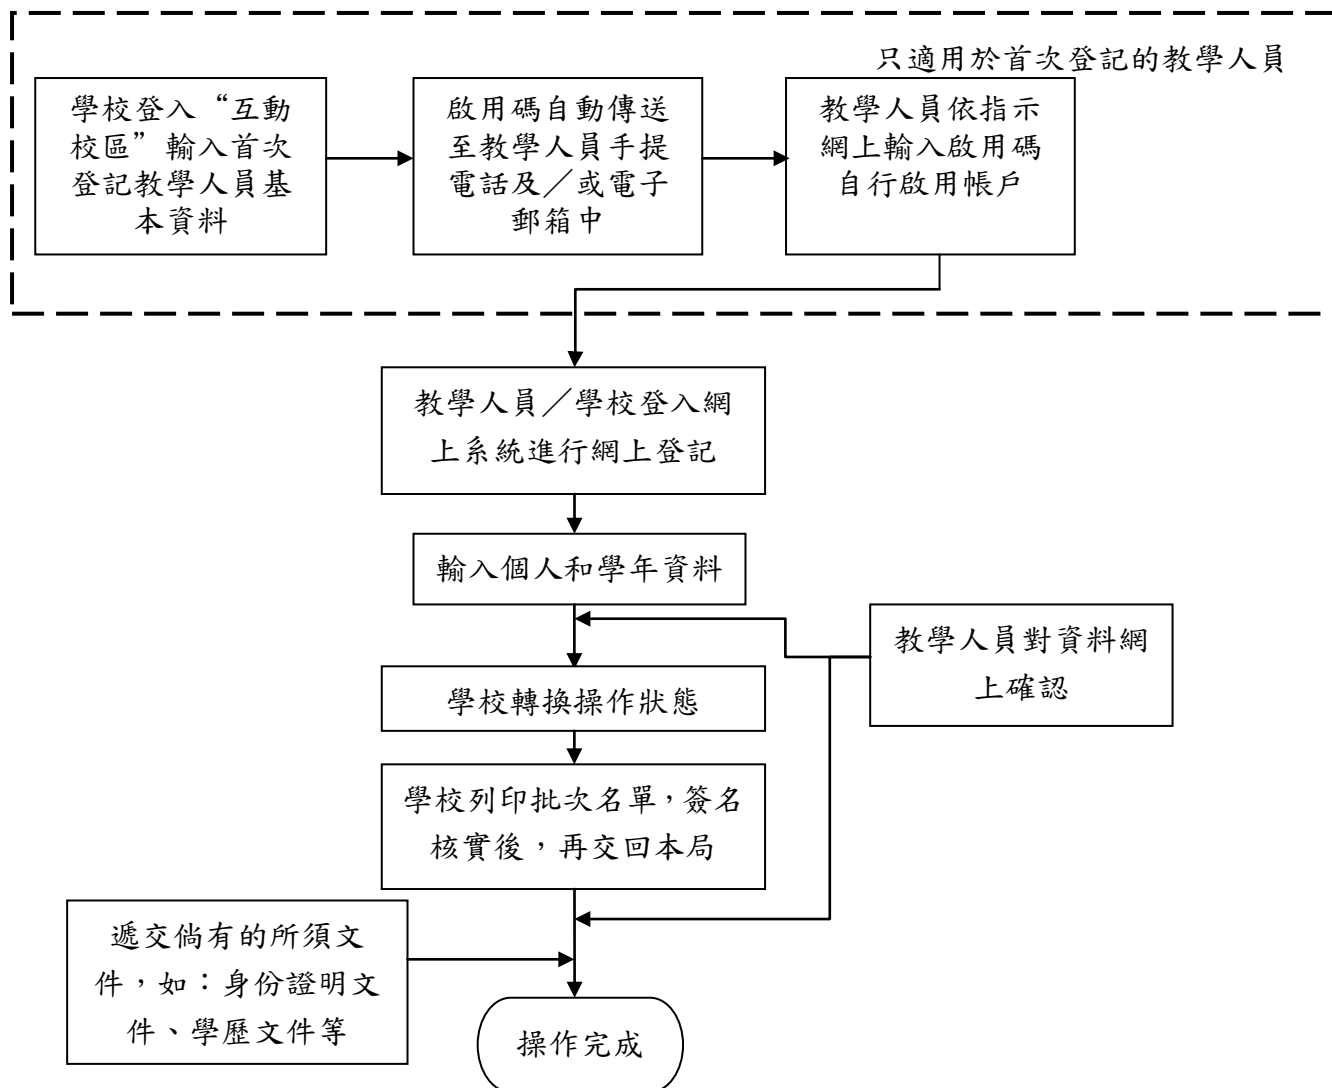 只適用於首次登記的教學人員
學校登入“互動
校區”輸入首次
登記教學人員基
本資料
啟用碼自動傳送
至教學人員手提
電話及／或電子
郵箱中
教學人員依指示
網上輸入啟用碼
自行啟用帳戶
教學人員／學校登入網
上系統進行網上登記
輸入個人和學年資料
教學人員對資料網
上確認
學校轉換操作狀態
學校列印批次名單，簽名
核實後，再交回本局
遞交倘有的所須文
件，如：身份證明文
件、學歷文件等
操作完成